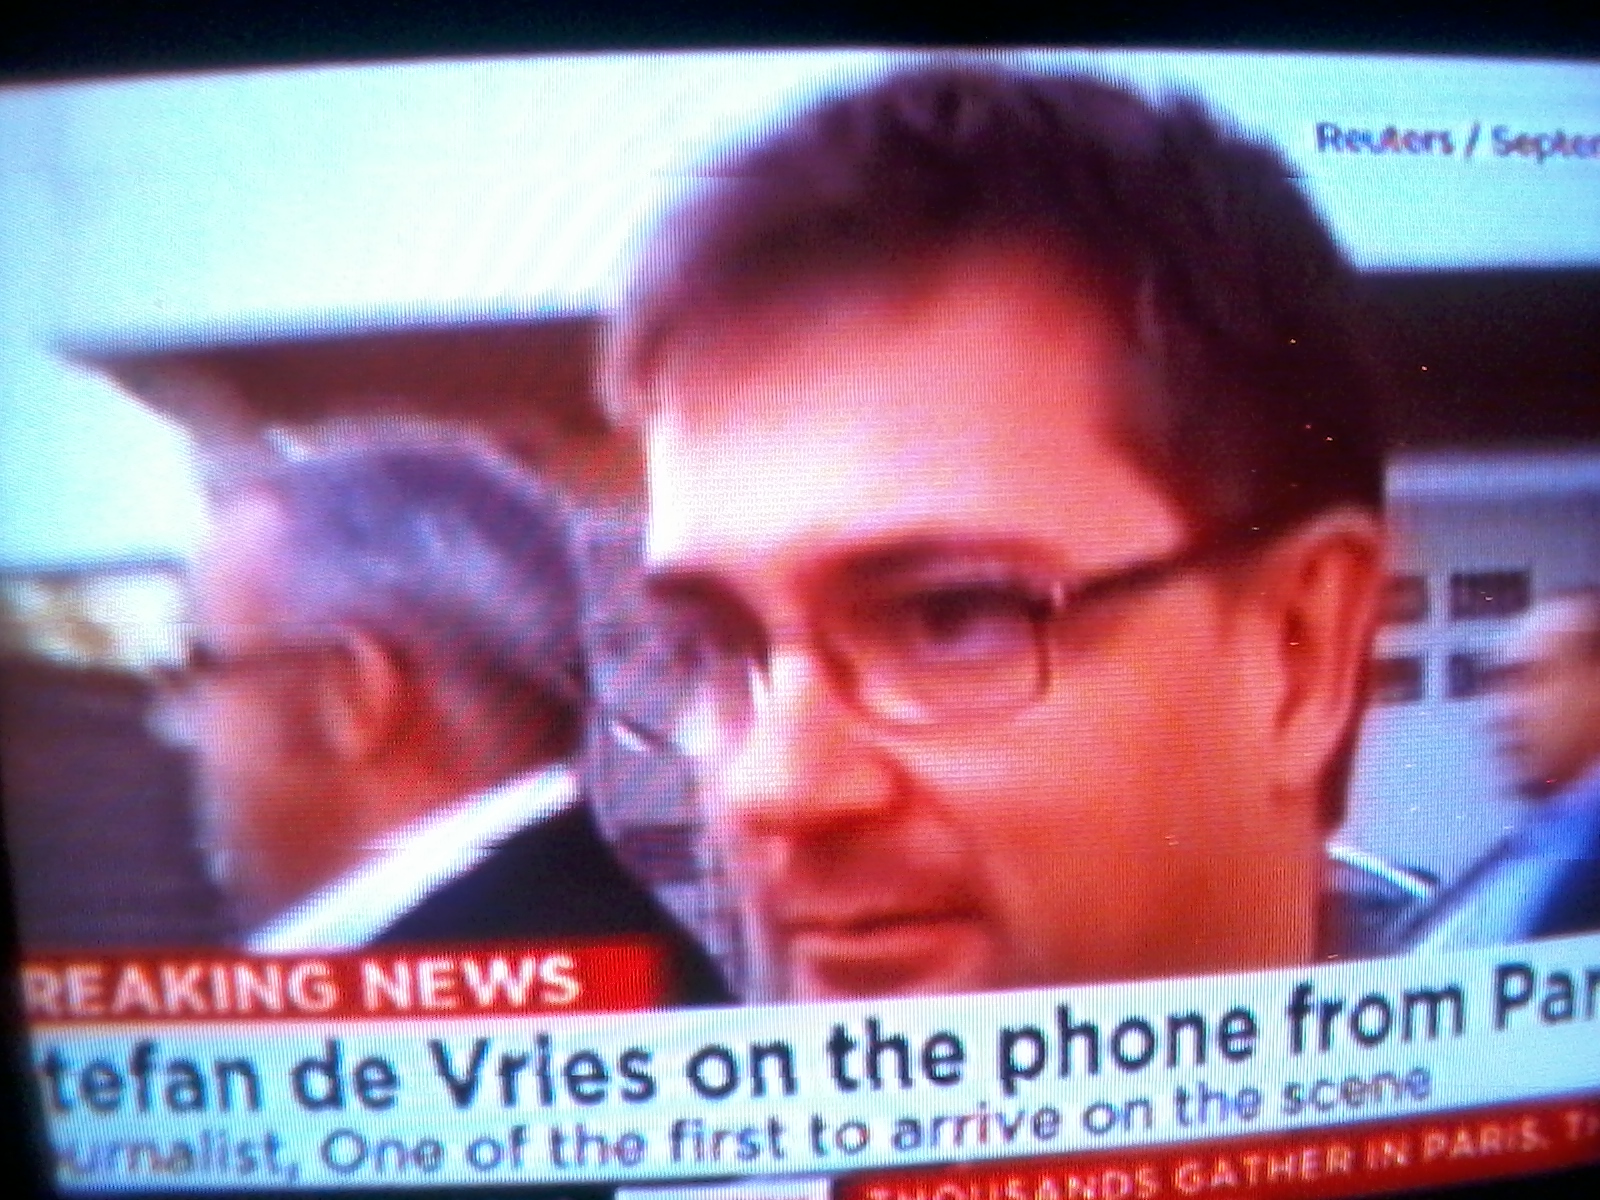 Reuters / Septer
REAKING NEWS
tefan de Vries on the phone from Par
urnalist, One of the first to arrive on the scene
THOUSANDS GATHER IN PARIS. T